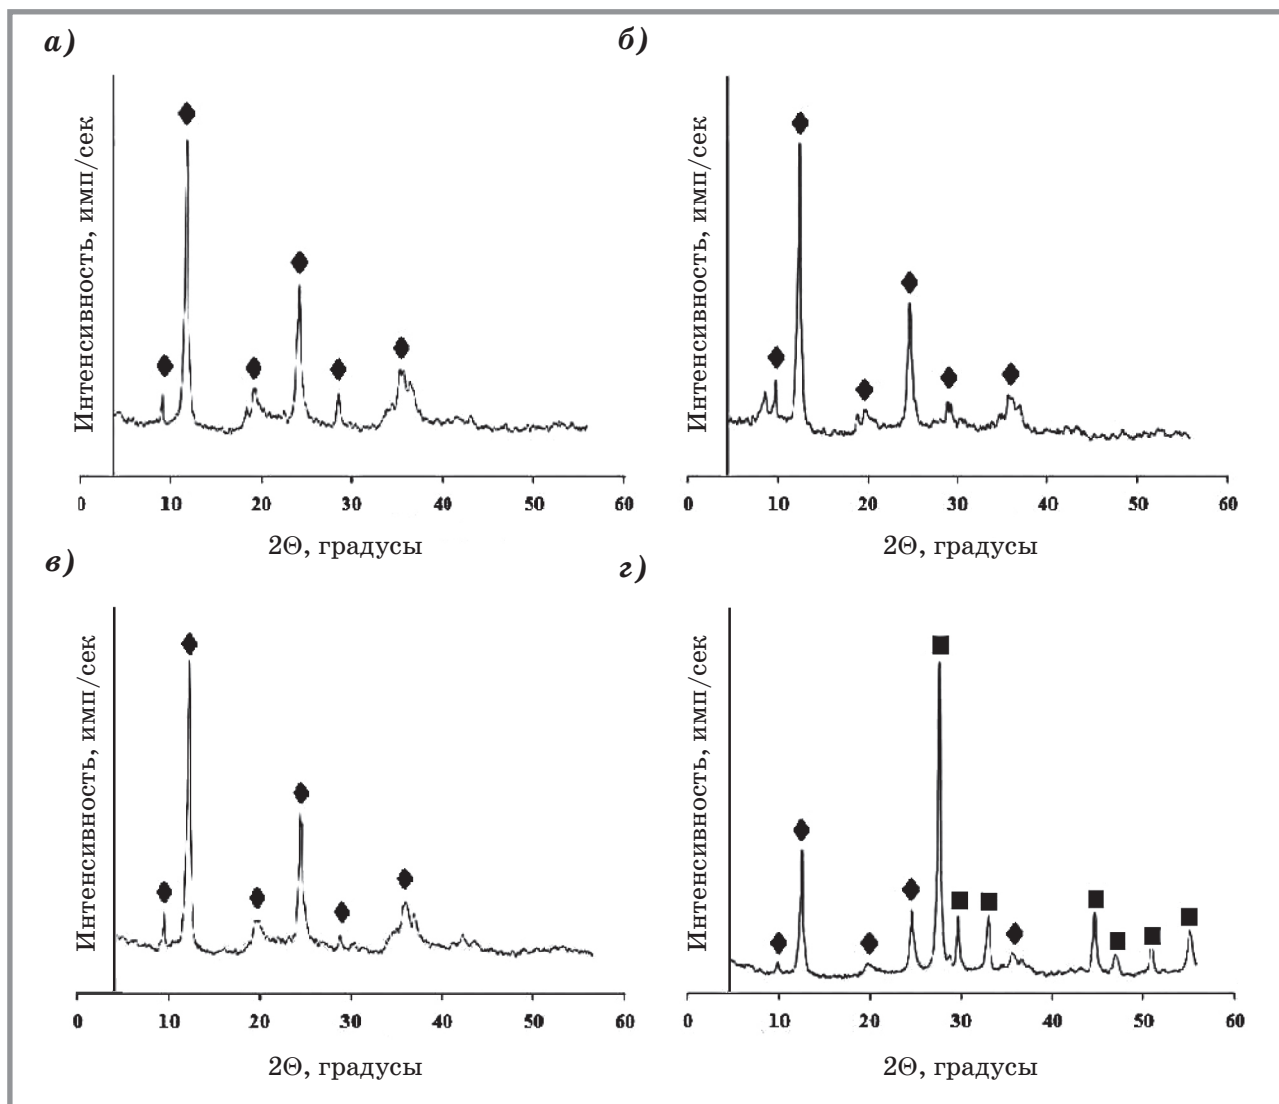 а)
Интенсивность, имп/сек
0 10 20 30 40 50 60
2Θ, градусы
б)
Интенсивность, имп/сек
0 10 20 30 40 50 60
2Θ, градусы
в)
Интенсивность, имп/сек
0 10 20 30 40 50 60
2Θ, градусы
г)
Интенсивность, имп/сек
0 10 20 30 40 50 60
2Θ, градусы